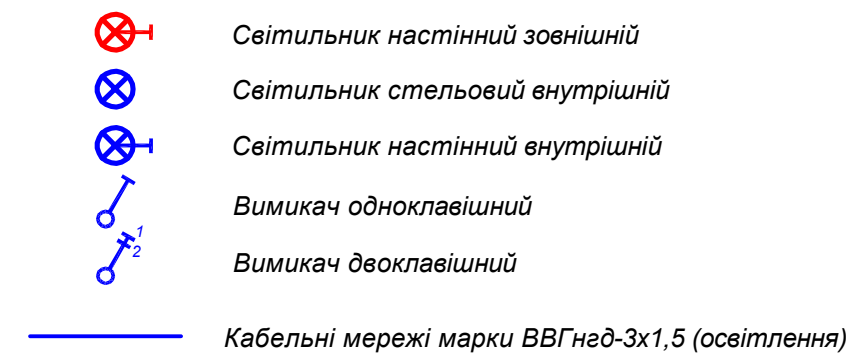 Світильник настінний зовнішній
Світильник стельовий внутрішній
Світильник настінний внутрішній
Вимикач одноклавішний
1
2
Вимикач двоклавішний
Кабельні мережі марки ВВГнгд-3х1,5 (освітлення)